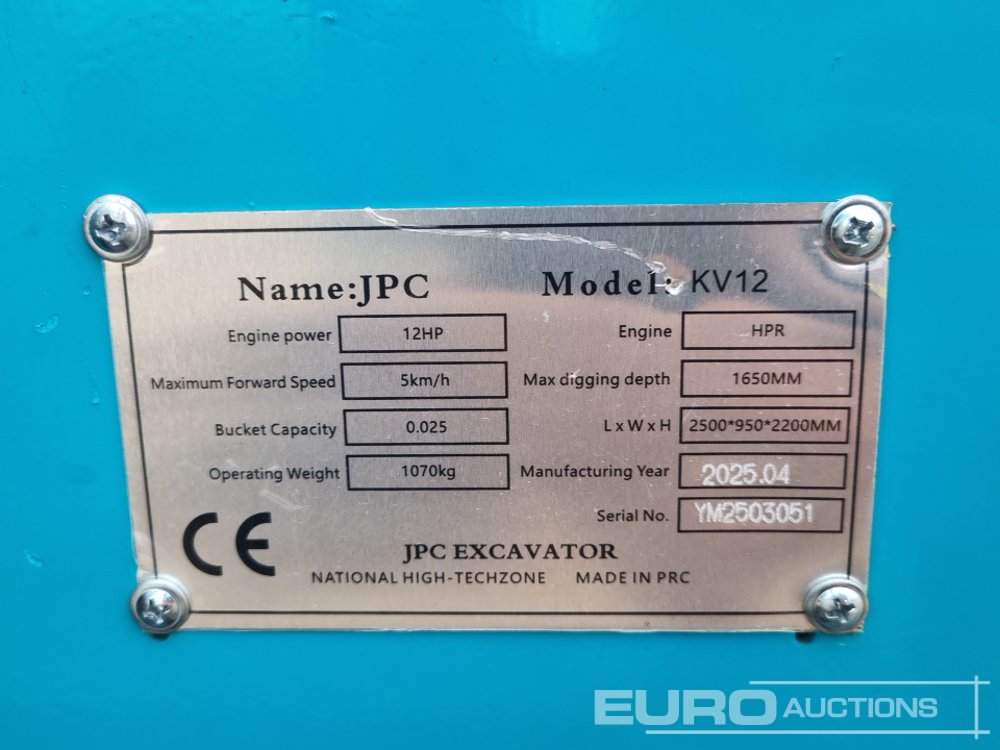 Name:JPC Model: KV12
Engine power 12HP Engine HPR
Maximum Forward Speed 5km/h Max digging depth 1650MM
Bucket Capacity 0.025 L x W x H 2500*950*2200MM
Operating Weight 1070kg Manufacturing Year 2025.04
Serial No. YM2503051
CE JPC EXCAVATOR
NATIONAL HIGH-TECHZONE MADE IN PRC
EURO AUCTIONS